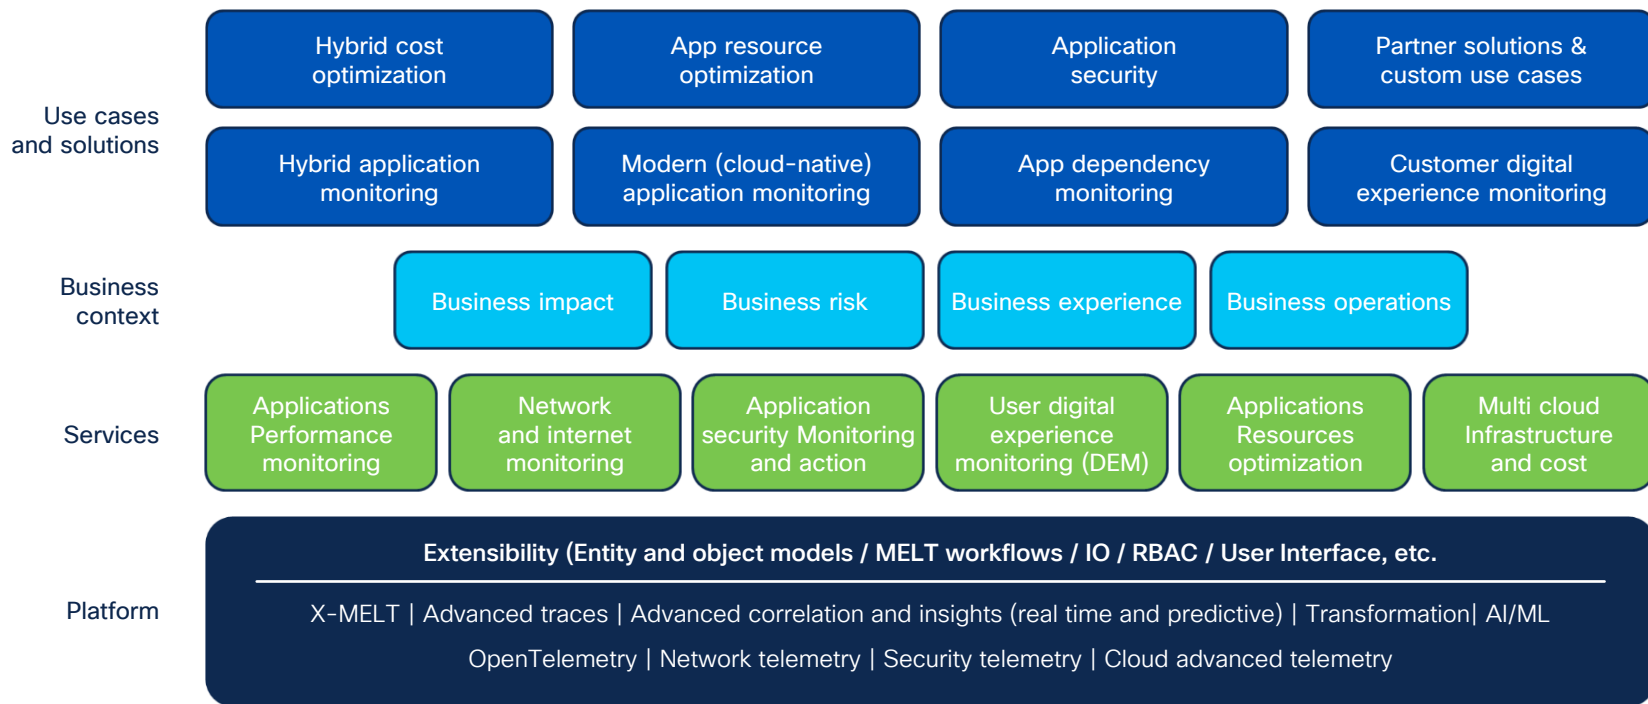 Use cases
and solutions
Hybrid cost
optimization
App resource
optimization
Application
security
Partner solutions &
custom use cases
Hybrid application
monitoring
Modern (cloud-native)
application monitoring
App dependency
monitoring
Customer digital
experience monitoring
Business
context
Business impact
Business risk
Business experience
Business operations
Services
Applications
Performance
monitoring
Network
and internet
monitoring
Application
security Monitoring
and action
User digital
experience
monitoring (DEM)
Applications
Resources
optimization
Multi cloud
Infrastructure
and cost
Platform
Extensibility (Entity and object models / MELT workflows / IO / RBAC / User Interface, etc.
X-MELT | Advanced traces | Advanced correlation and insights (real time and predictive) | Transformation| AI/ML
OpenTelemetry | Network telemetry | Security telemetry | Cloud advanced telemetry